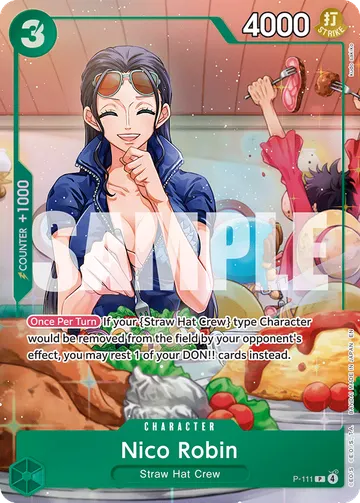 3
4000
打
STRIKE
COUNTER +1000
SAMPLE
Once Per Turn If your {Straw Hat Crew} type Character
would be removed from the field by your opponent's
effect, you may rest 1 of your DON!! cards instead.
CHARACTER
Nico Robin
Straw Hat Crew
P-111 P 4